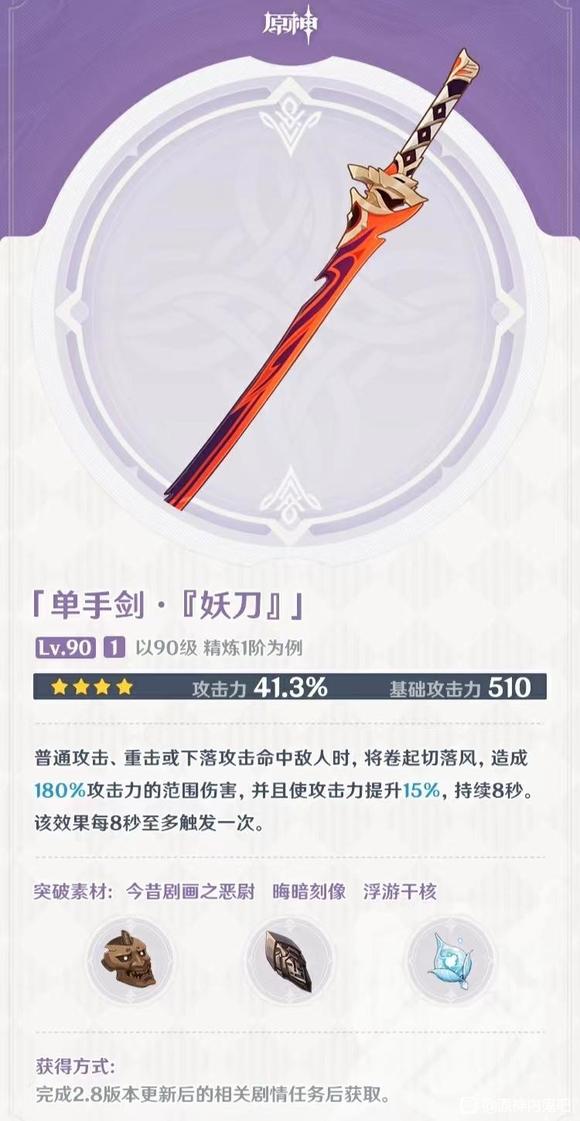 原神
「单手剑·『妖刀』」
Lv.90 1 以90级 精炼1阶为例
★★★★ 攻击力 41.3% 基础攻击力 510
普通攻击、重击或下落攻击命中敌人时，将卷起切落风，造成
180%攻击力的范围伤害，并且使攻击力提升15%，持续8秒。
该效果每8秒至多触发一次。
突破素材：今昔剧画之恶尉 晦暗刻像 浮游干核
获得方式：
完成2.8版本更新后的相关剧情任务后获取。
@原神内鬼吧